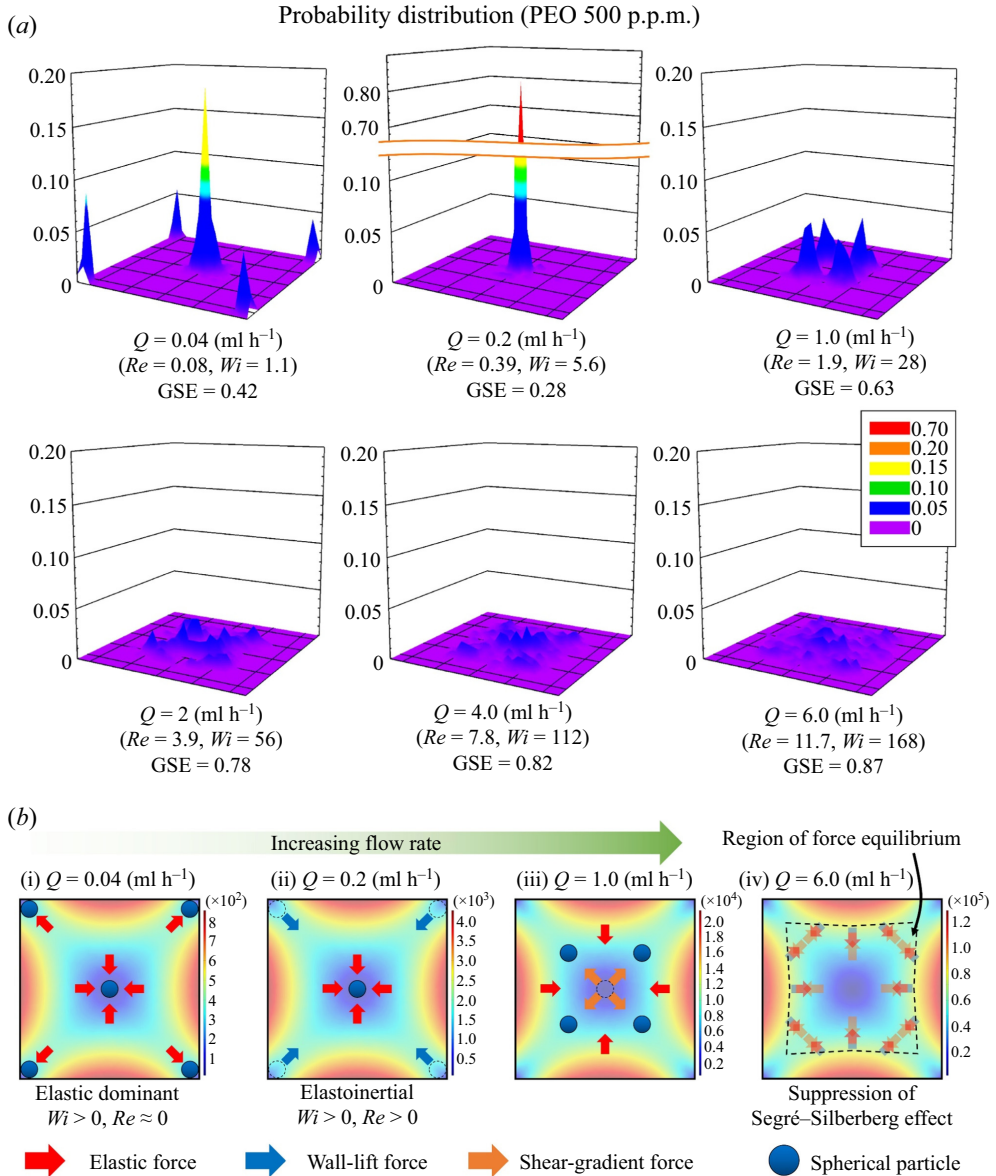 Probability distribution (PEO 500 p.p.m.)
(a)
0.20
0.15
0.10
0.05
0
0.80
0.70
0.10
0.05
0
0.20
0.15
0.10
0.05
0
Q = 0.04 (ml h⁻¹)
(Re = 0.08, Wi = 1.1)
GSE = 0.42
Q = 0.2 (ml h⁻¹)
(Re = 0.39, Wi = 5.6)
GSE = 0.28
Q = 1.0 (ml h⁻¹)
(Re = 1.9, Wi = 28)
GSE = 0.63
0.70
0.20
0.15
0.10
0.05
0
0.20
0.15
0.10
0.05
0
0.20
0.15
0.10
0.05
0
0.20
0.15
0.10
0.05
0
Q = 2 (ml h⁻¹)
(Re = 3.9, Wi = 56)
GSE = 0.78
Q = 4.0 (ml h⁻¹)
(Re = 7.8, Wi = 112)
GSE = 0.82
Q = 6.0 (ml h⁻¹)
(Re = 11.7, Wi = 168)
GSE = 0.87
(b)
Increasing flow rate
Region of force equilibrium
(i) Q = 0.04 (ml h⁻¹)
(×10²)
8
7
6
5
4
3
2
1
Elastic dominant
Wi > 0, Re ≈ 0
(ii) Q = 0.2 (ml h⁻¹)
(×10³)
4.0
3.5
3.0
2.5
2.0
1.5
1.0
0.5
Elastoinertial
Wi > 0, Re > 0
(iii) Q = 1.0 (ml h⁻¹)
(×10⁴)
2.0
1.8
1.6
1.4
1.2
1.0
0.8
0.6
0.4
0.2
(iv) Q = 6.0 (ml h⁻¹)
(×10⁵)
1.2
1.0
0.8
0.6
0.4
0.2
Suppression of
Segré–Silberberg effect
Elastic force
Wall-lift force
Shear-gradient force
Spherical particle